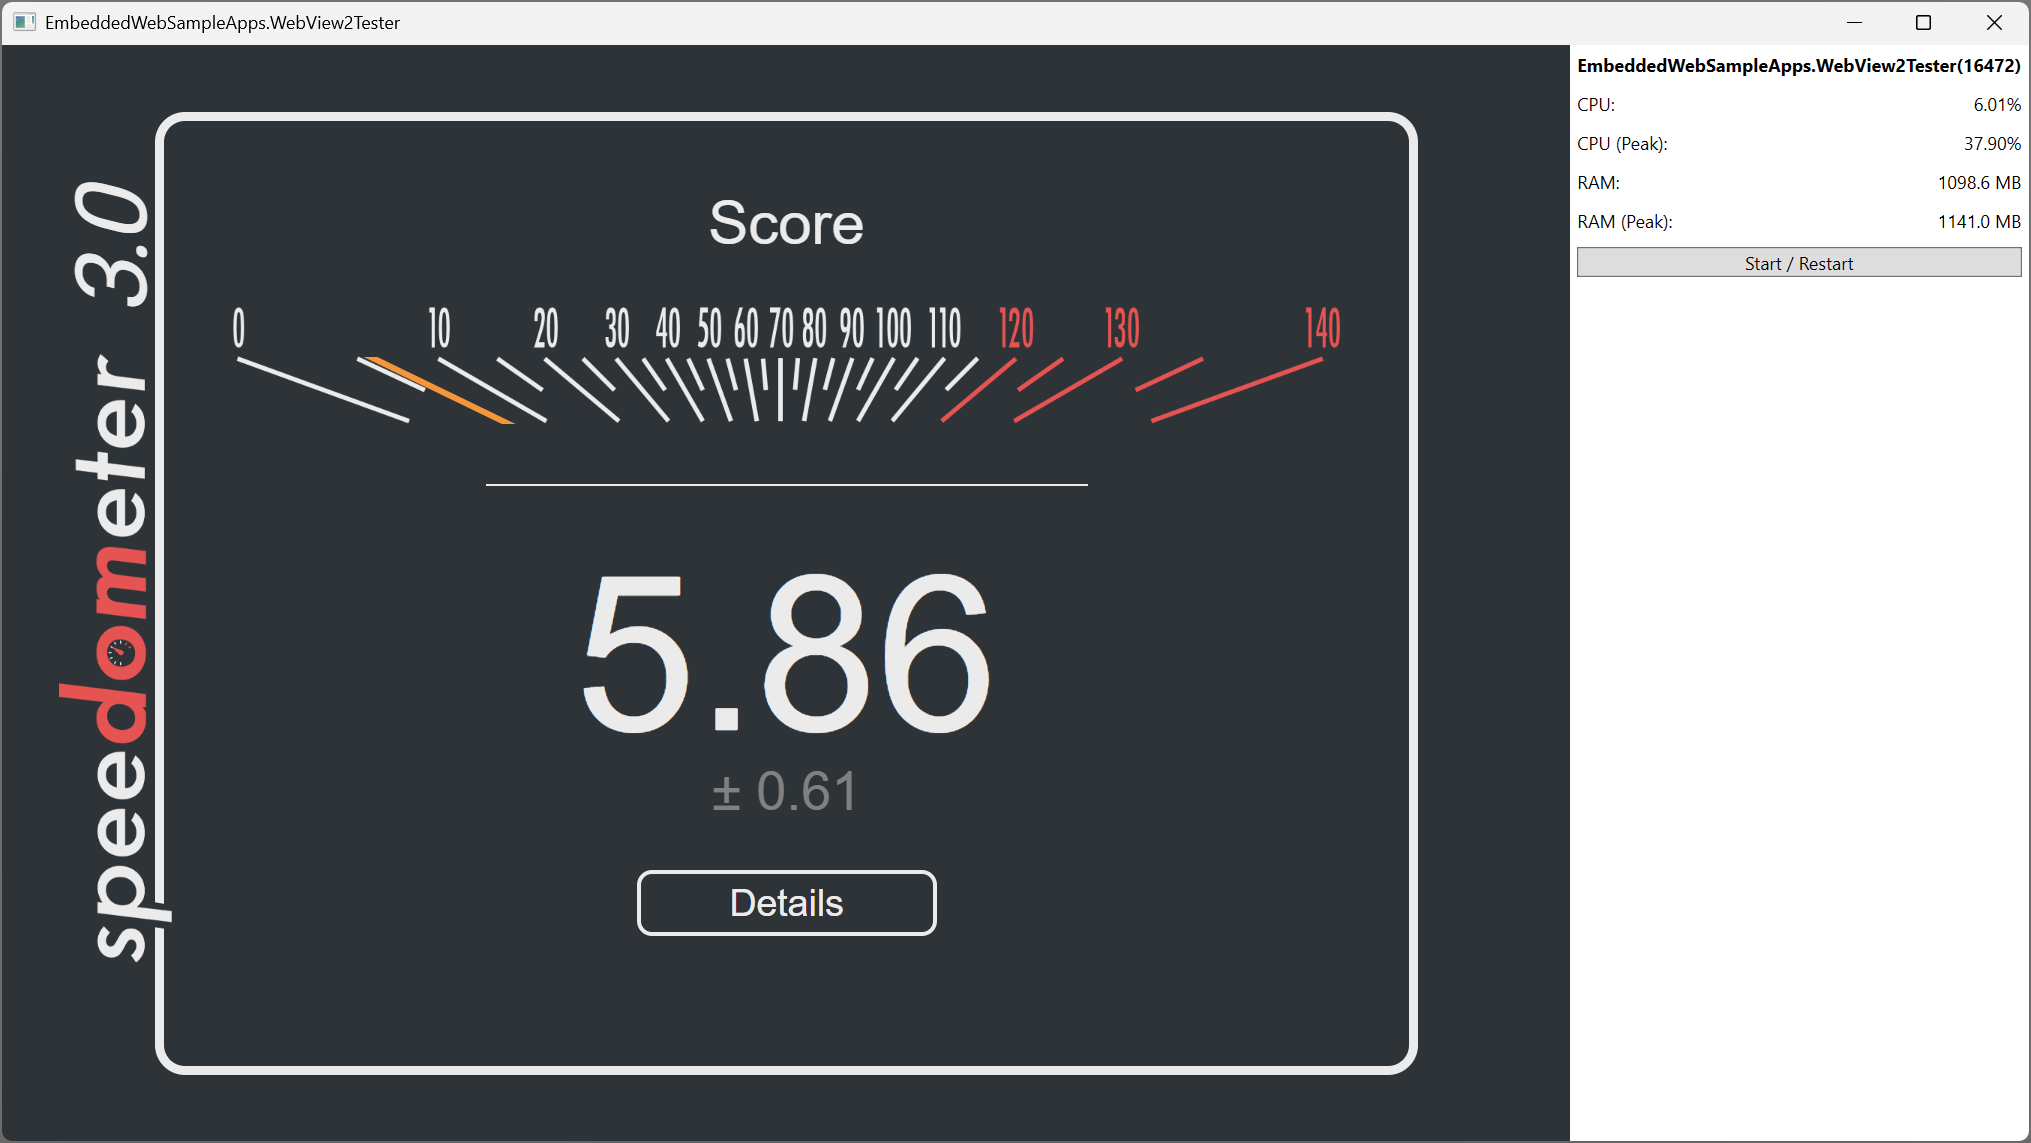 EmbeddedWebSampleApps.WebView2Tester
speedometer 3.0
Score
0 10 20 30 40 50 60 70 80 90 100 110 120 130 140
5.86
± 0.61
Details
EmbeddedWebSampleApps.WebView2Tester(16472)
CPU: 6.01%
CPU (Peak): 37.90%
RAM: 1098.6 MB
RAM (Peak): 1141.0 MB
Start / Restart